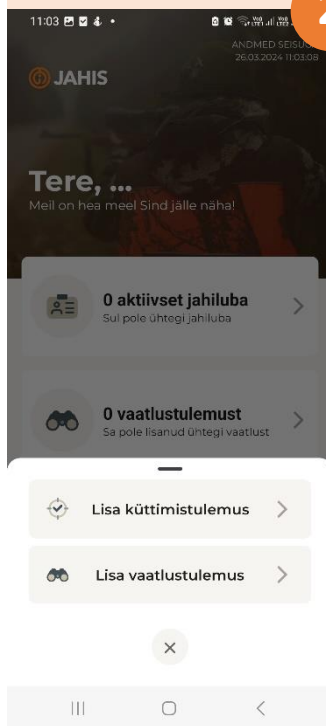 11:03
2
ANDMED SEISUGA
26.03.2024 11:03:08
JAHIS
Tere, ...
Meil on hea meel Sind jälle näha!
0 aktiivset jahiluba
Sul pole ühtegi jahiluba
0 vaatlustulemust
Sa pole lisanud ühtegi vaatlust
Lisa küttimistulemus
Lisa vaatlustulemus